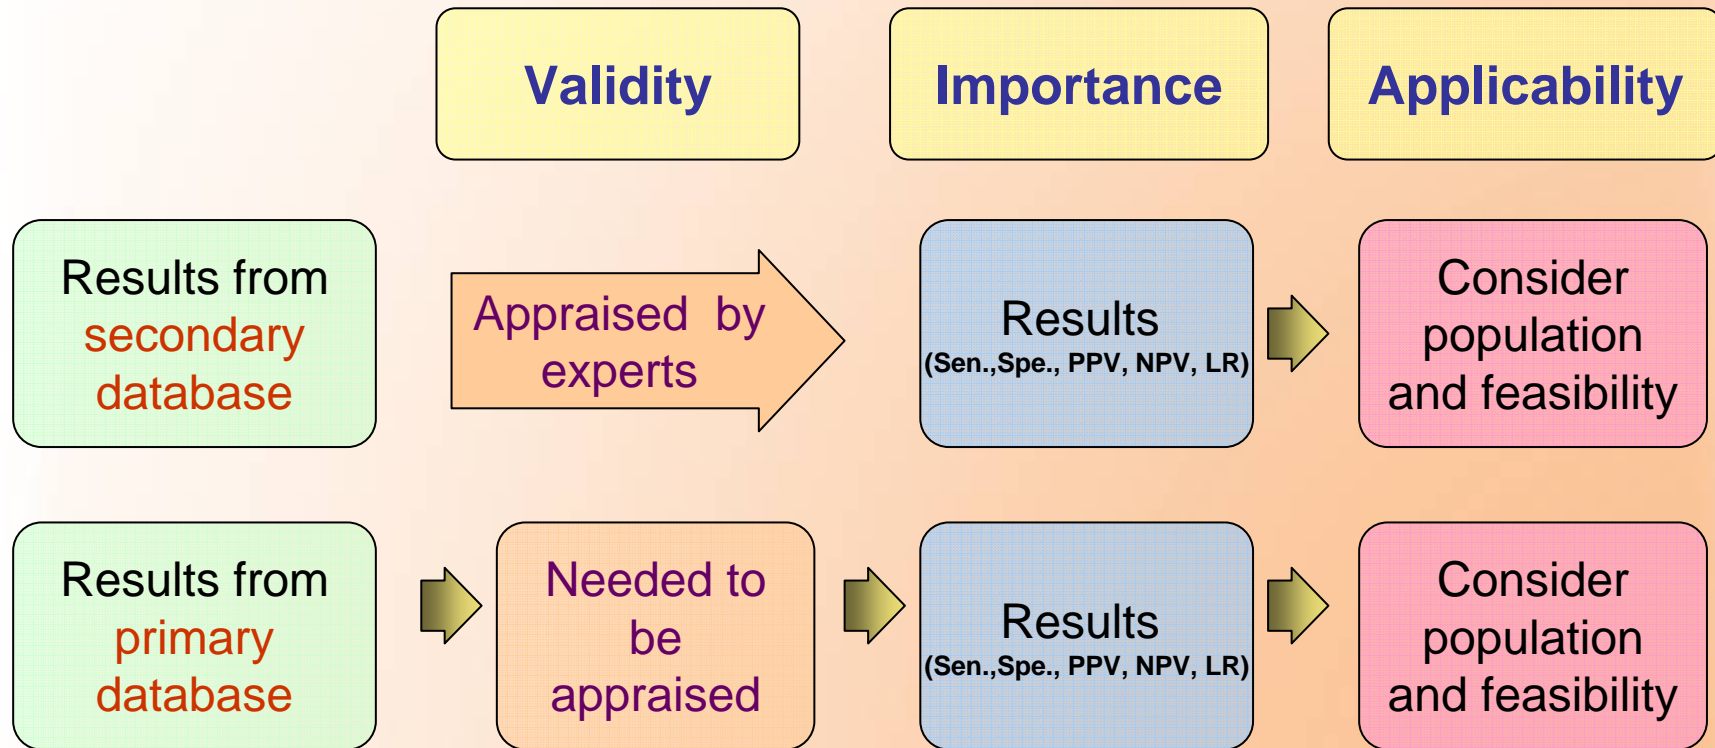 Validity
Importance
Applicability
Results from
secondary
database
Appraised by
experts
Results
(Sen.,Spe., PPV, NPV, LR)
Consider
population
and feasibility
Results from
primary
database
Needed to
be
appraised
Results
(Sen.,Spe., PPV, NPV, LR)
Consider
population
and feasibility